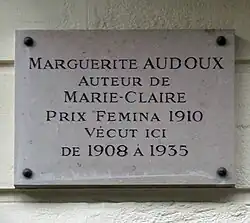 MARGUERITE AUDOUX
AUTEUR DE
MARIE-CLAIRE
PRIX FEMINA 1910
VÉCUT ICI
DE 1908 À 1935